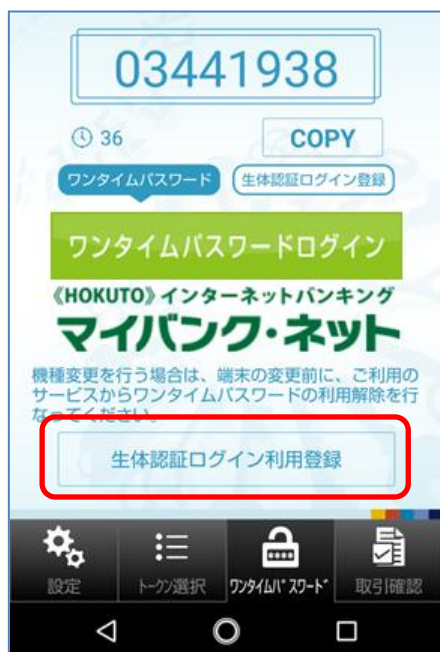 03441938
36
COPY
ワンタイムパスワード
生体認証ログイン登録
ワンタイムパスワードログイン
《HOKUTO》インターネットバンキング
マイバンク・ネット
機種変更を行う場合は、端末の変更前に、ご利用の
サービスからワンタイムパスワードの利用解除を行
なってください。
生体認証ログイン利用登録
設定
トークン選択
ワンタイムパスワード
取引確認